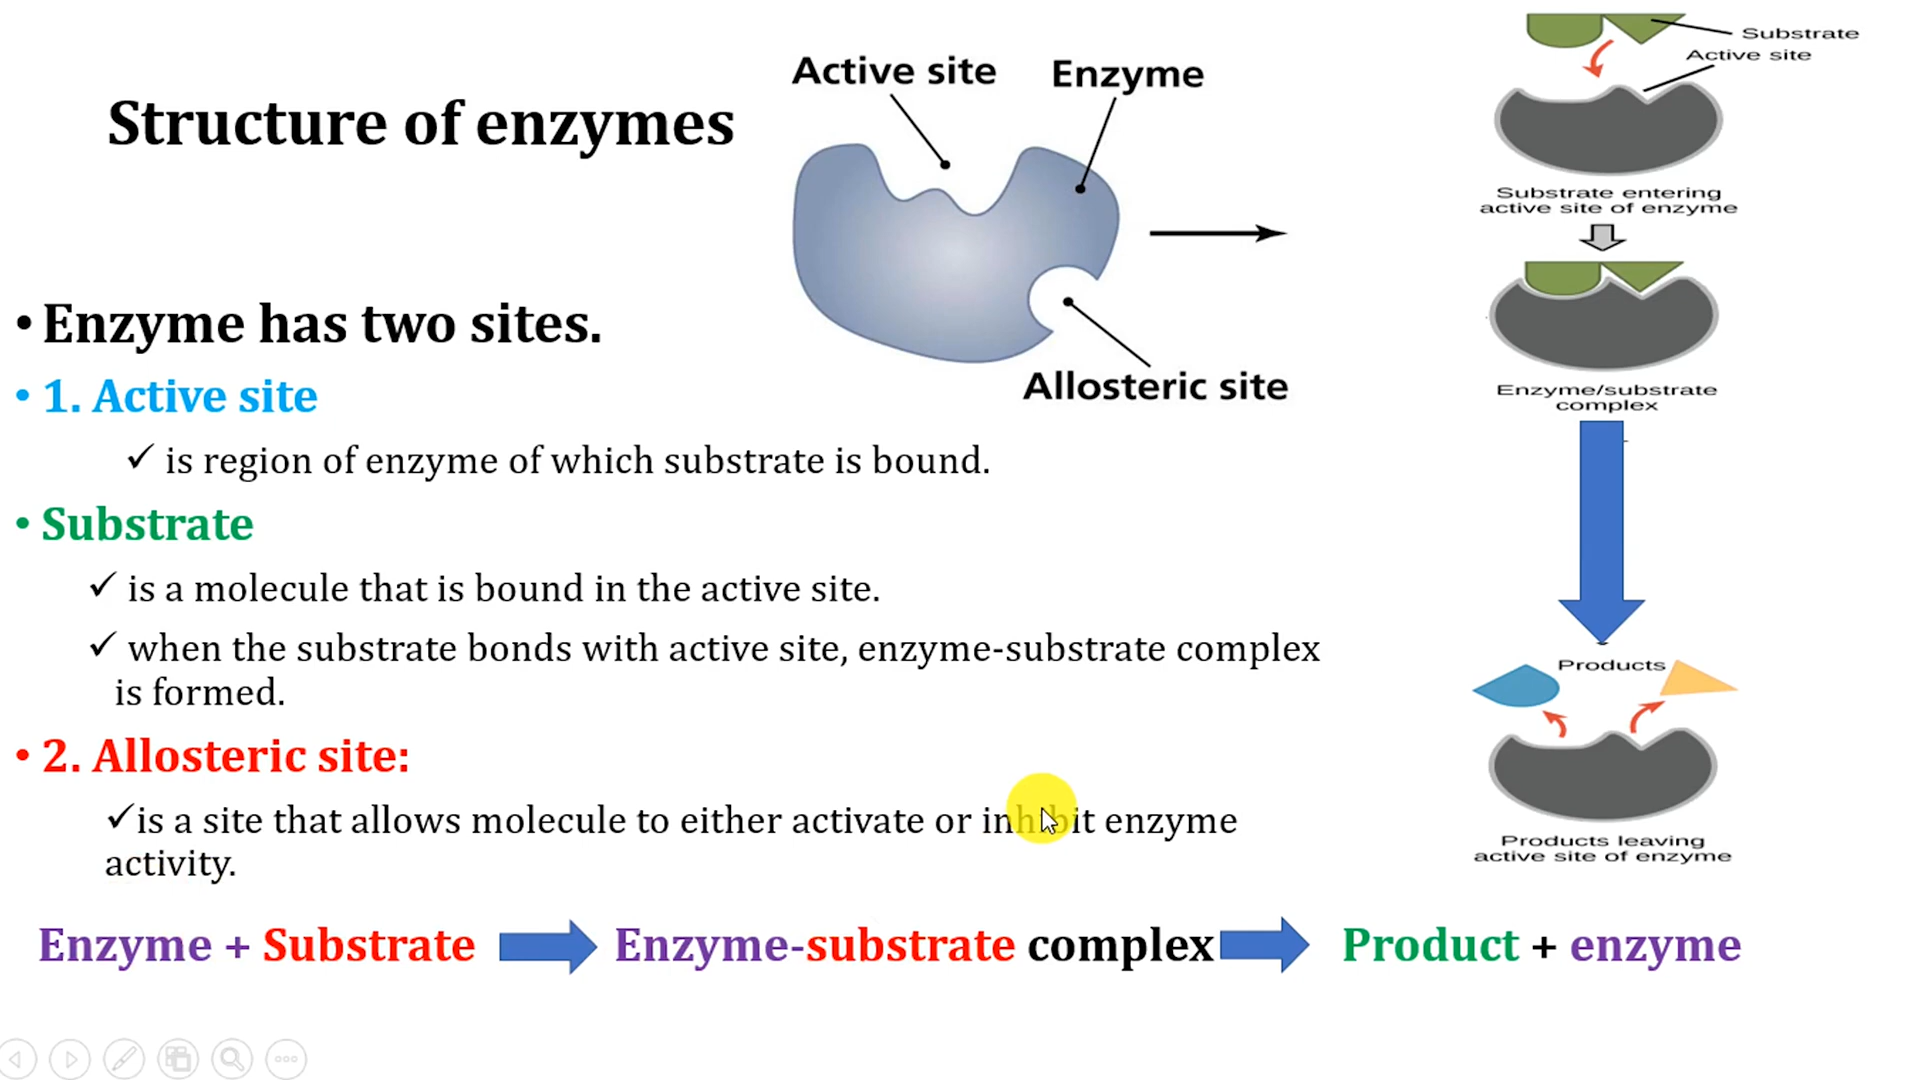 Structure of enzymes
Active site
Enzyme
Allosteric site
• Enzyme has two sites.
• 1. Active site
✓ is region of enzyme of which substrate is bound.
• Substrate
✓ is a molecule that is bound in the active site.
✓ when the substrate bonds with active site, enzyme-substrate complex
is formed.
• 2. Allosteric site:
✓is a site that allows molecule to either activate or inhibit enzyme
activity.
Enzyme + Substrate
Enzyme-substrate complex
Product + enzyme
Substrate
Active site
Substrate entering
active site of enzyme
Enzyme/substrate
complex
Products
Products leaving
active site of enzyme